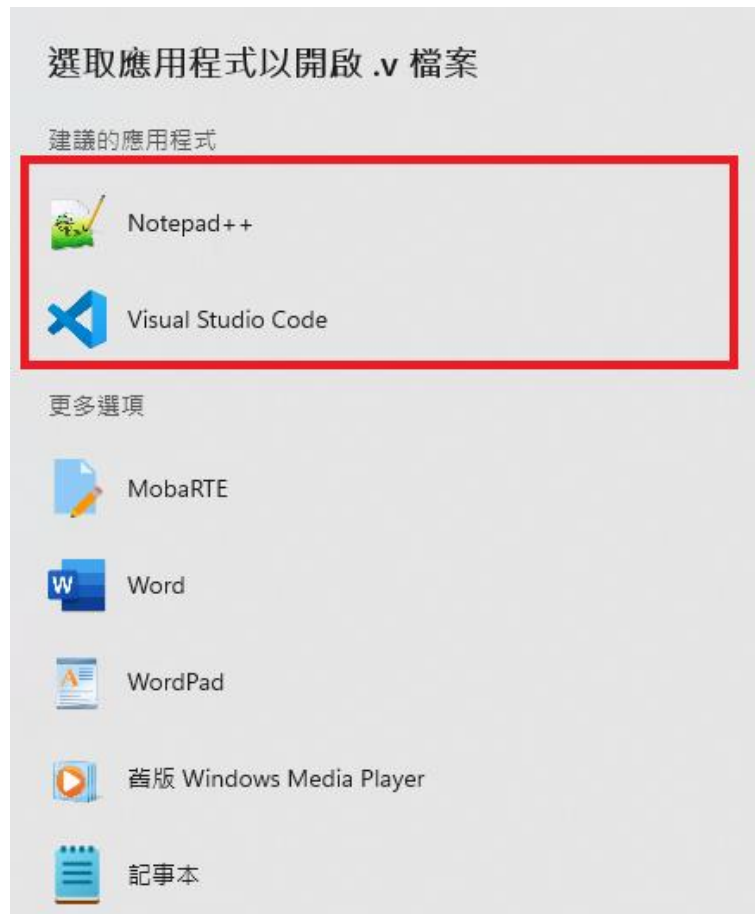 選取應用程式以開啟 .v 檔案
建議的應用程式
Notepad++
Visual Studio Code
更多選項
MobaRTE
W Word
A WordPad
舊版 Windows Media Player
記事本